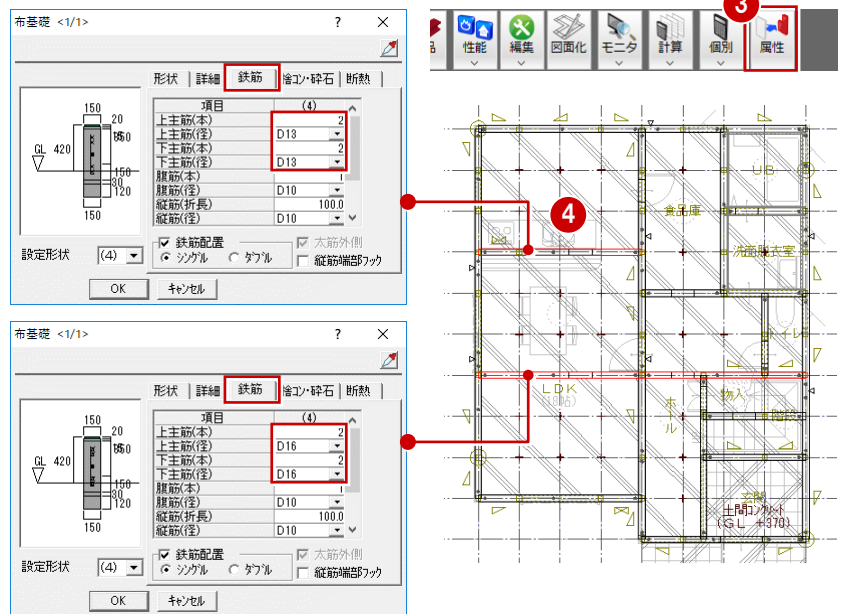 布基礎 <1/1>
? ×
形状 詳細 鉄筋 捨コン・砕石 断熱
150
20
GL 420
150
30
120
150
項目 (4)
上主筋(本) 2
上主筋(径) D13
下主筋(本) 2
下主筋(径) D13
腹筋(本) 1
腹筋(径) D10
縦筋(折長) 100.0
縦筋(径) D10
鉄筋配置 太筋外側
シングル ダブル 縦筋端部フック
設定形状 (4)
OK キャンセル
布基礎 <1/1>
? ×
形状 詳細 鉄筋 捨コン・砕石 断熱
150
20
GL 420
150
30
120
150
項目 (4)
上主筋(本) 2
上主筋(径) D16
下主筋(本) 2
下主筋(径) D16
腹筋(本) 1
腹筋(径) D10
縦筋(折長) 100.0
縦筋(径) D10
鉄筋配置 太筋外側
シングル ダブル 縦筋端部フック
設定形状 (4)
OK キャンセル
3
性能 編集 図面化 モニタ 計算 個別 属性
4
UB
食品庫
洗面脱衣室
トイレ
LDK
ホール
物入
階段
玄関
土間コンクリート
(GL +370)